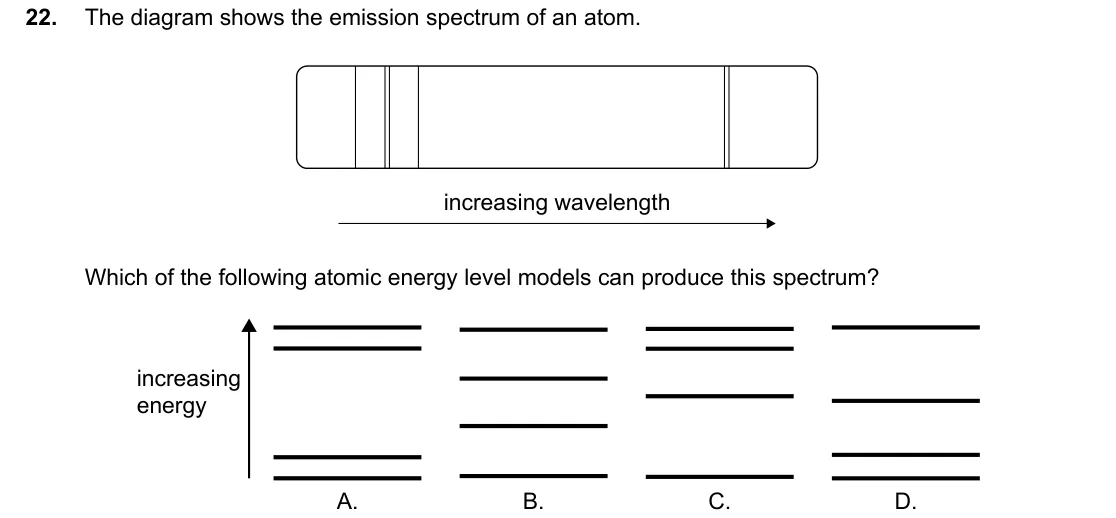 22. The diagram shows the emission spectrum of an atom.
increasing wavelength
Which of the following atomic energy level models can produce this spectrum?
increasing
energy
A. B. C. D.